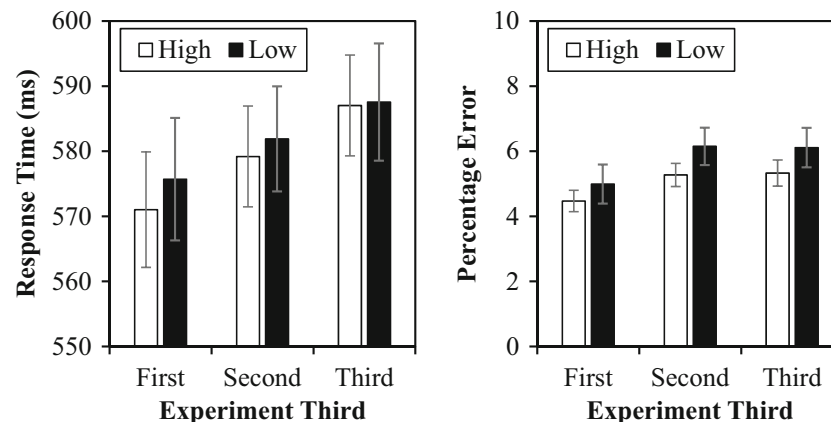 600
590
580
570
560
550
Response Time (ms)
High Low
First Second Third
Experiment Third
10
8
6
4
2
0
Percentage Error
High Low
First Second Third
Experiment Third